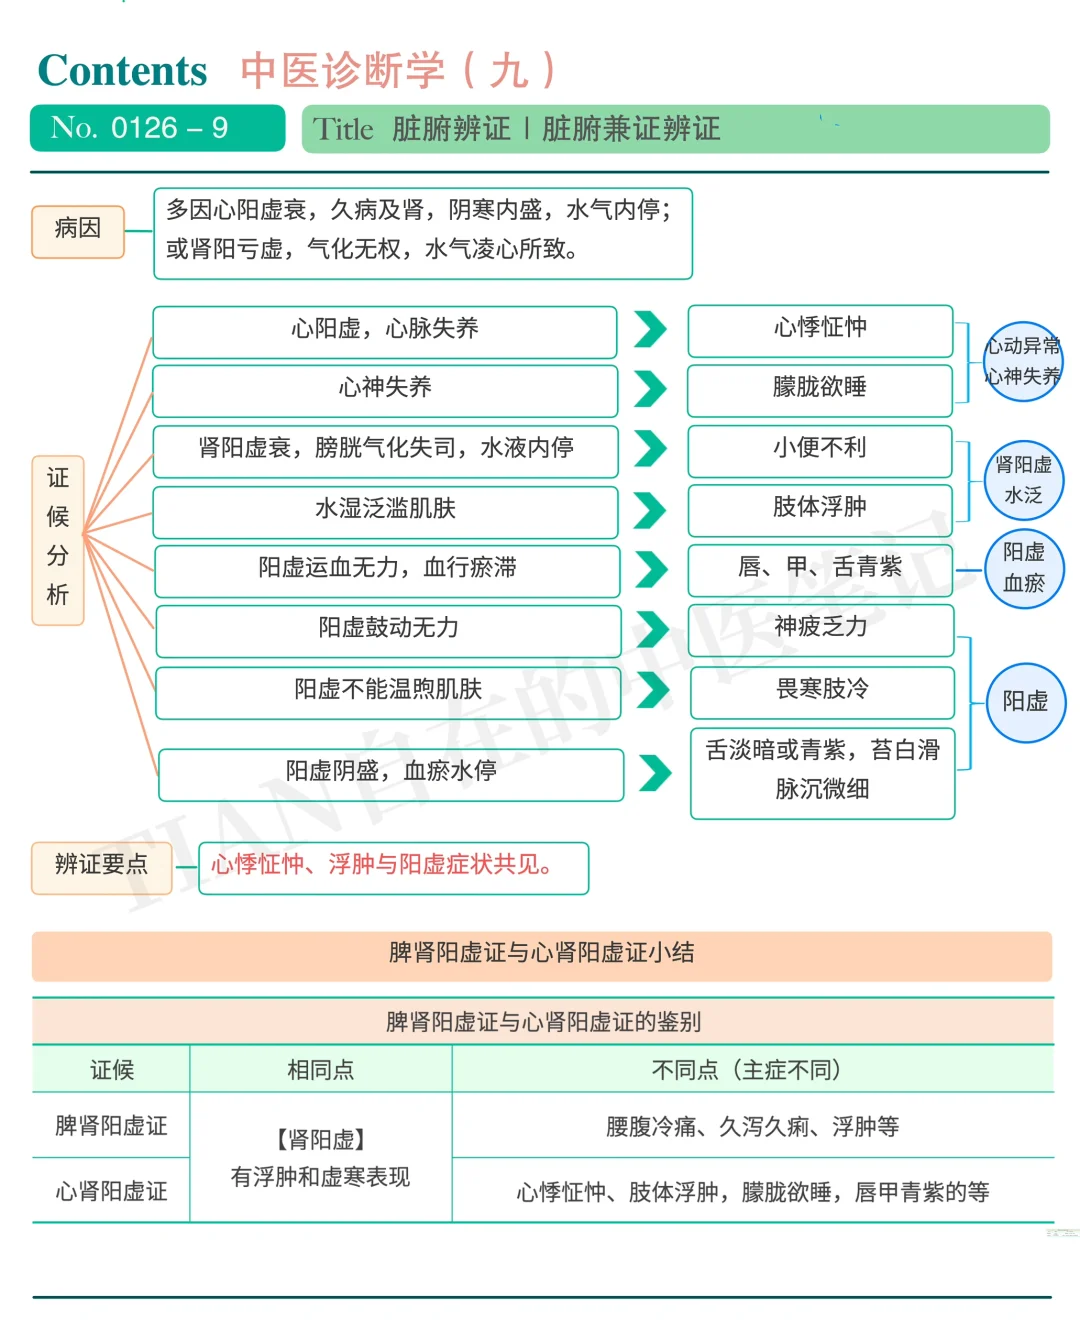 Contents 中医诊断学（九）
No. 0126 – 9
Title 脏腑辨证 | 脏腑兼证辨证
病因
多因心阳虚衰，久病及肾，阴寒内盛，水气内停；
或肾阳亏虚，气化无权，水气凌心所致。
证候分析
心阳虚，心脉失养
心悸怔忡
心神失养
朦胧欲睡
心动异常
心神失养
肾阳虚衰，膀胱气化失司，水液内停
小便不利
水湿泛滥肌肤
肢体浮肿
肾阳虚
水泛
阳虚运血无力，血行瘀滞
唇、甲、舌青紫
阳虚
血瘀
阳虚鼓动无力
神疲乏力
阳虚不能温煦肌肤
畏寒肢冷
阳虚阴盛，血瘀水停
舌淡暗或青紫，苔白滑
脉沉微细
阳虚
辨证要点
心悸怔忡、浮肿与阳虚症状共见。
TIAN自在的中医笔记
脾肾阳虚证与心肾阳虚证小结
脾肾阳虚证与心肾阳虚证的鉴别
证候 相同点 不同点（主症不同）
脾肾阳虚证
【肾阳虚】
有浮肿和虚寒表现
腰腹冷痛、久泻久痢、浮肿等
心肾阳虚证
心悸怔忡、肢体浮肿，朦胧欲睡，唇甲青紫的等